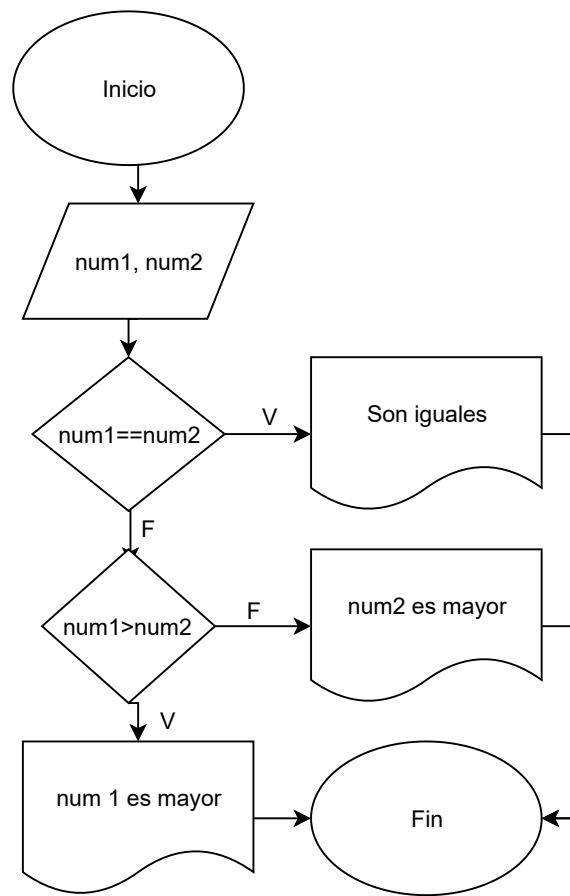 Inicio
num1, num2
num1==num2
V
Son iguales
F
num1>num2
F
num2 es mayor
V
num 1 es mayor
Fin